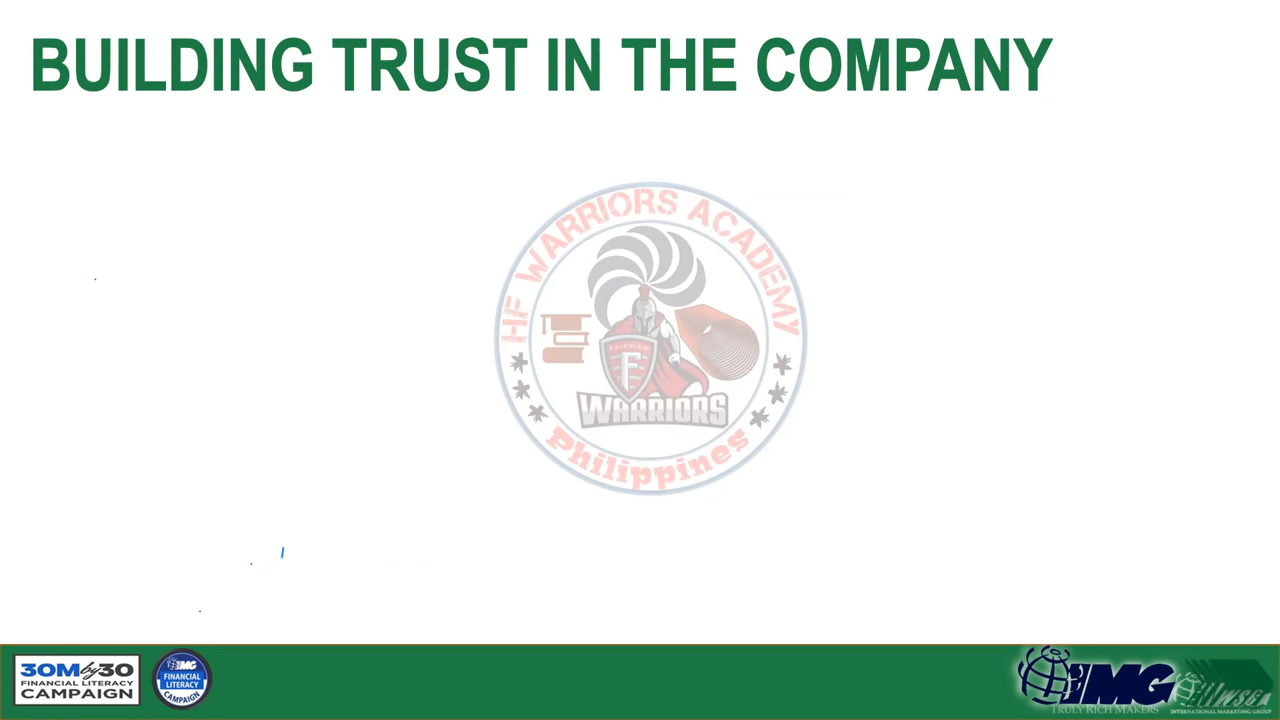 BUILDING TRUST IN THE COMPANY
HF WARRIORS ACADEMY
FAIRVIEW
F
WARRIORS
Philippines
30M by 30
FINANCIAL LITERACY
CAMPAIGN
IMG
FINANCIAL
LITERACY
CAMPAIGN
IMG
TRULY RICH MAKERS
INTERNATIONAL MARKETING GROUP